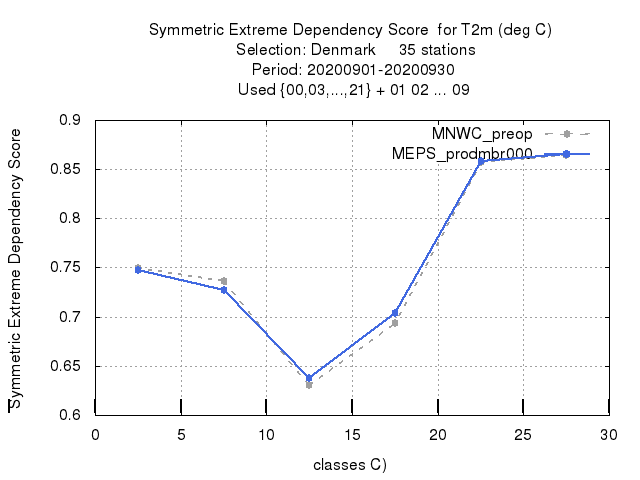 Symmetric Extreme Dependency Score for T2m (deg C)
Selection: Denmark 35 stations
Period: 20200901-20200930
Used {00,03,...,21} + 01 02 ... 09
MNWC_preop
MEPS_prodmbr000
Symmetric Extreme Dependency Score
0.9
0.85
0.8
0.75
0.7
0.65
0.6
0 5 10 15 20 25 30
classes C)